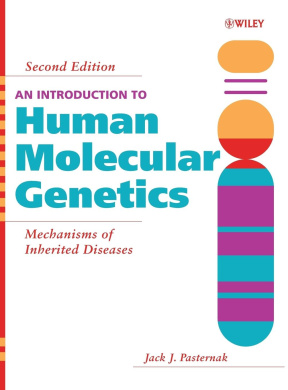 WILEY
Second Edition
AN INTRODUCTION TO
Human
Molecular
Genetics
Mechanisms of
Inherited Diseases
Jack J. Pasternak